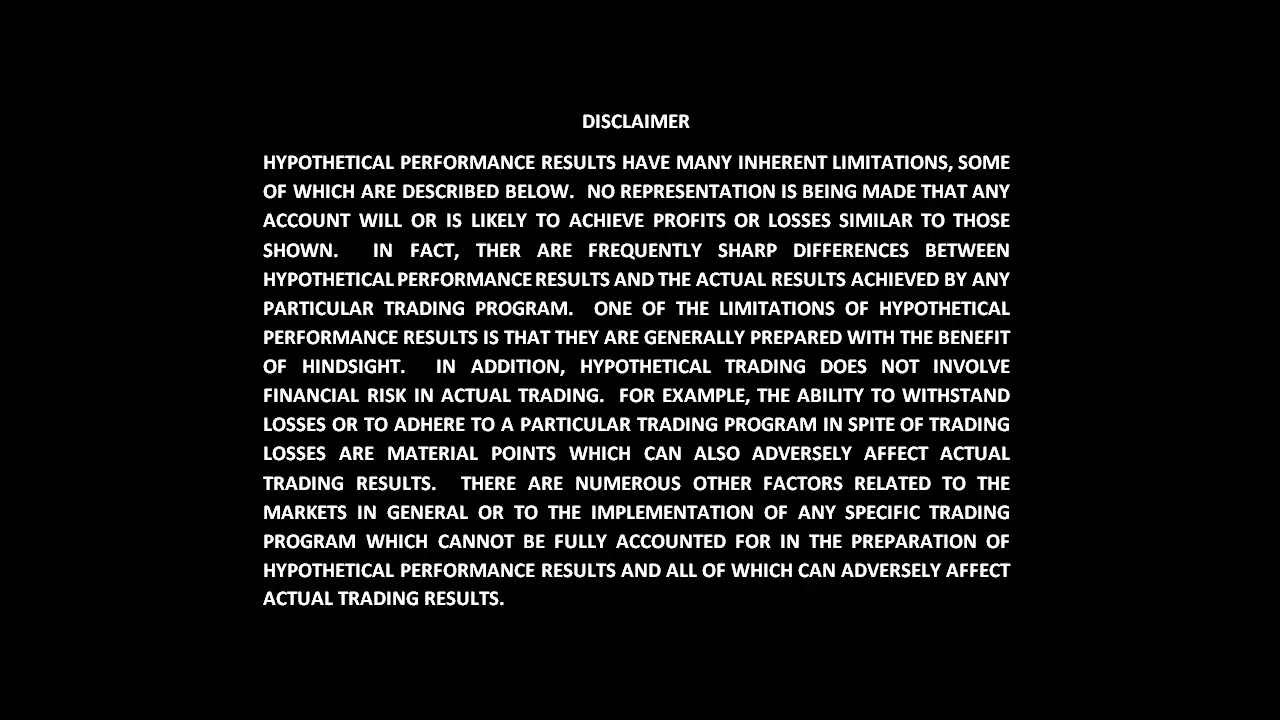 DISCLAIMER
HYPOTHETICAL PERFORMANCE RESULTS HAVE MANY INHERENT LIMITATIONS, SOME
OF WHICH ARE DESCRIBED BELOW.  NO REPRESENTATION IS BEING MADE THAT ANY
ACCOUNT WILL OR IS LIKELY TO ACHIEVE PROFITS OR LOSSES SIMILAR TO THOSE
SHOWN.  IN FACT, THER ARE FREQUENTLY SHARP DIFFERENCES BETWEEN
HYPOTHETICAL PERFORMANCE RESULTS AND THE ACTUAL RESULTS ACHIEVED BY ANY
PARTICULAR TRADING PROGRAM.  ONE OF THE LIMITATIONS OF HYPOTHETICAL
PERFORMANCE RESULTS IS THAT THEY ARE GENERALLY PREPARED WITH THE BENEFIT
OF HINDSIGHT.  IN ADDITION, HYPOTHETICAL TRADING DOES NOT INVOLVE
FINANCIAL RISK IN ACTUAL TRADING.  FOR EXAMPLE, THE ABILITY TO WITHSTAND
LOSSES OR TO ADHERE TO A PARTICULAR TRADING PROGRAM IN SPITE OF TRADING
LOSSES ARE MATERIAL POINTS WHICH CAN ALSO ADVERSELY AFFECT ACTUAL
TRADING RESULTS.  THERE ARE NUMEROUS OTHER FACTORS RELATED TO THE
MARKETS IN GENERAL OR TO THE IMPLEMENTATION OF ANY SPECIFIC TRADING
PROGRAM WHICH CANNOT BE FULLY ACCOUNTED FOR IN THE PREPARATION OF
HYPOTHETICAL PERFORMANCE RESULTS AND ALL OF WHICH CAN ADVERSELY AFFECT
ACTUAL TRADING RESULTS.